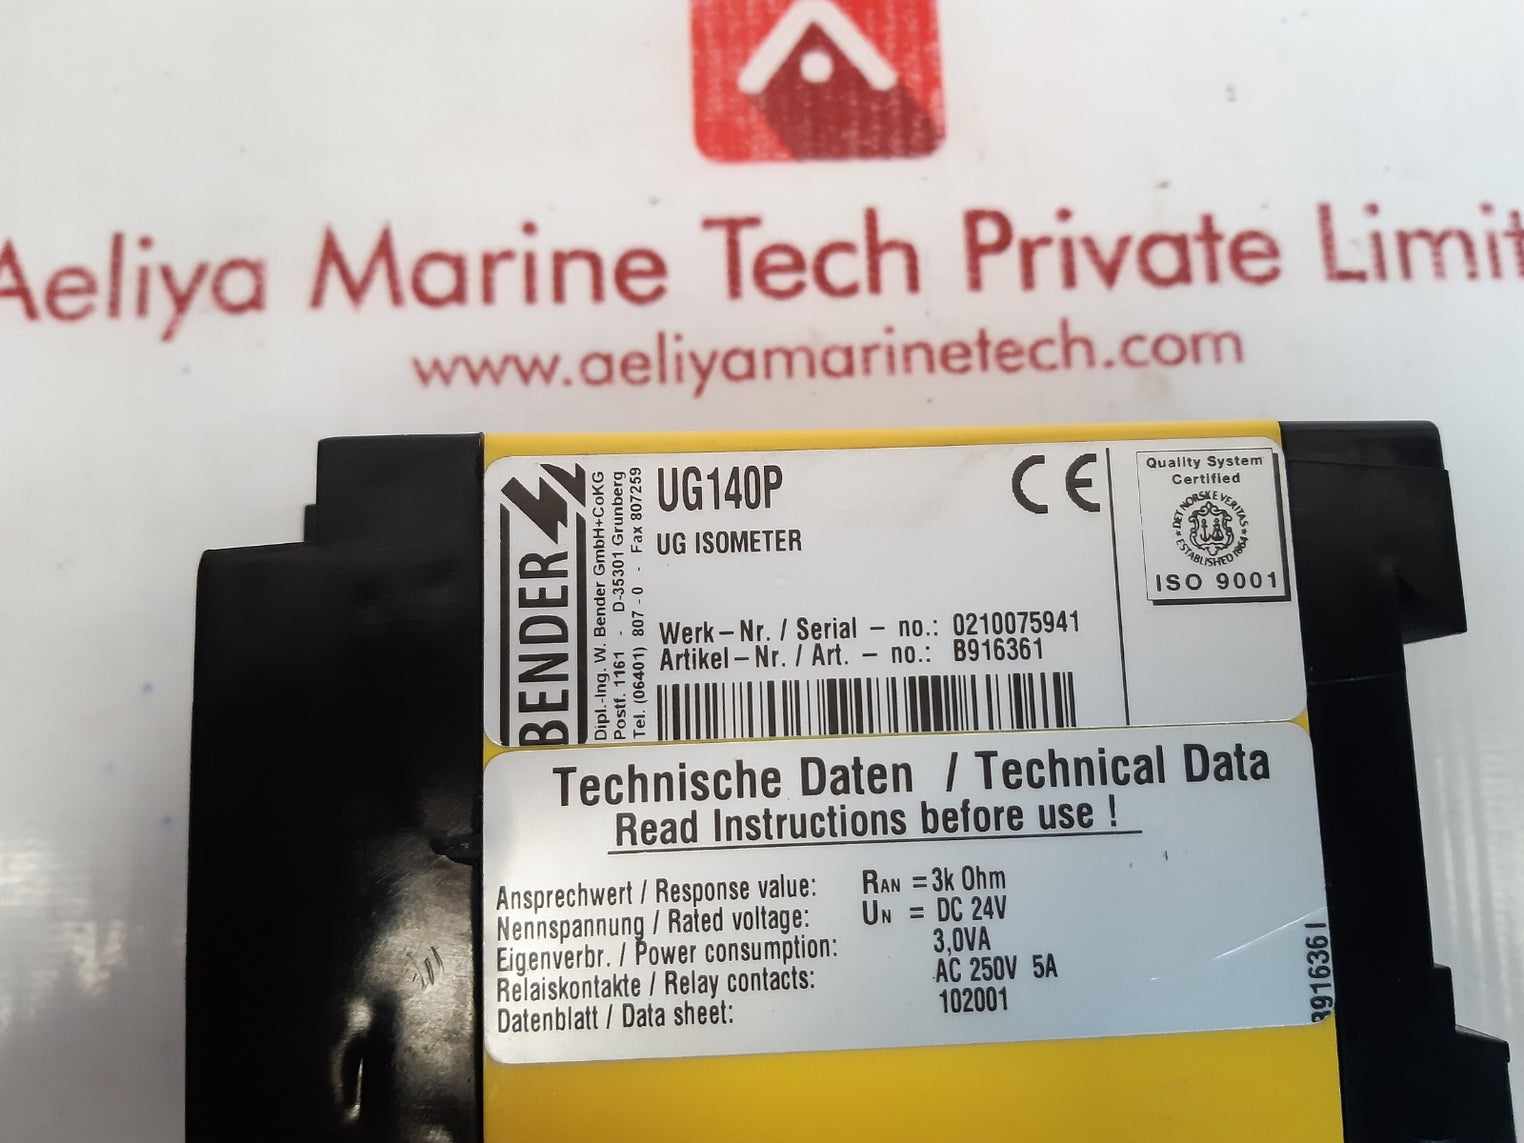 Aeliya Marine Tech Private Limit
www.aeliyamarinetech.com
BENDER
Dipl.-Ing. W. Bender GmbH+CoKG
Postf. 1161 - D-35301 Grünberg
Tel. (06401) 807 - 0 - Fax 807259
UG140P
UG ISOMETER
CE
Quality System
Certified
DET NORSKE VERITAS
ESTABLISHED 1864
ISO 9001
Werk-Nr. / Serial - no.: 0210075941
Artikel-Nr. / Art. - no.: B916361
Technische Daten / Technical Data
Read Instructions before use !
Ansprechwert / Response value: RAN = 3k Ohm
Nennspannung / Rated voltage: UN = DC 24V
Eigenverbr. / Power consumption: 3,0VA
Relaiskontakte / Relay contacts: AC 250V 5A
Datenblatt / Data sheet: 102001
B916361